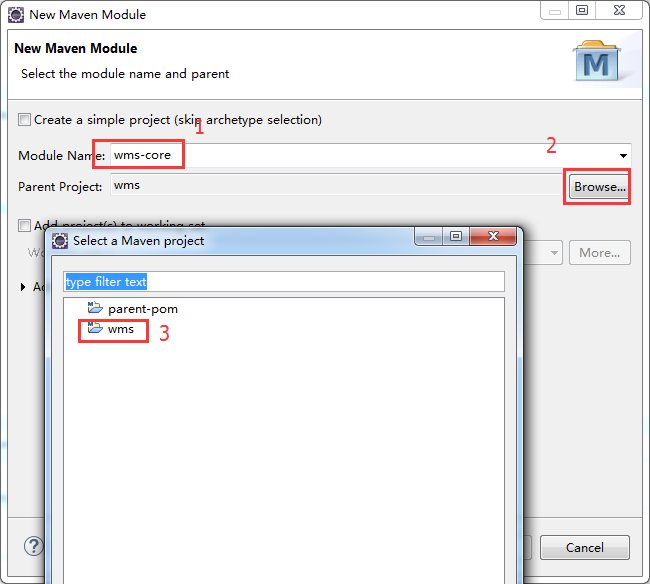 New Maven Module
New Maven Module
Select the module name and parent
M
Create a simple project (skip archetype selection)
1
Module Name: wms-core
2
Parent Project: wms
Browse...
Add project(s) to working set
More...
Select a Maven project
type filter text
parent-pom
wms
3
?
Cancel